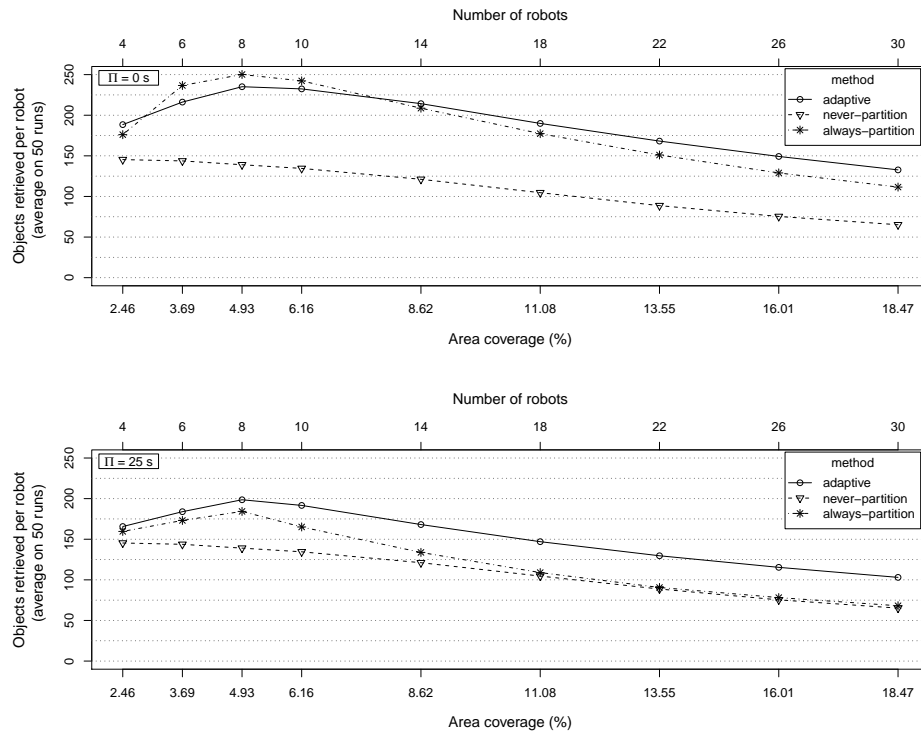 Number of robots
4 6 8 10 14 18 22 26 30
Π = 0 s
method
adaptive
never−partition
always−partition
Objects retrieved per robot
(average on 50 runs)
250
200
150
100
50
0
2.46 3.69 4.93 6.16 8.62 11.08 13.55 16.01 18.47
Area coverage (%)
Number of robots
4 6 8 10 14 18 22 26 30
Π = 25 s
method
adaptive
never−partition
always−partition
Objects retrieved per robot
(average on 50 runs)
250
200
150
100
50
0
2.46 3.69 4.93 6.16 8.62 11.08 13.55 16.01 18.47
Area coverage (%)